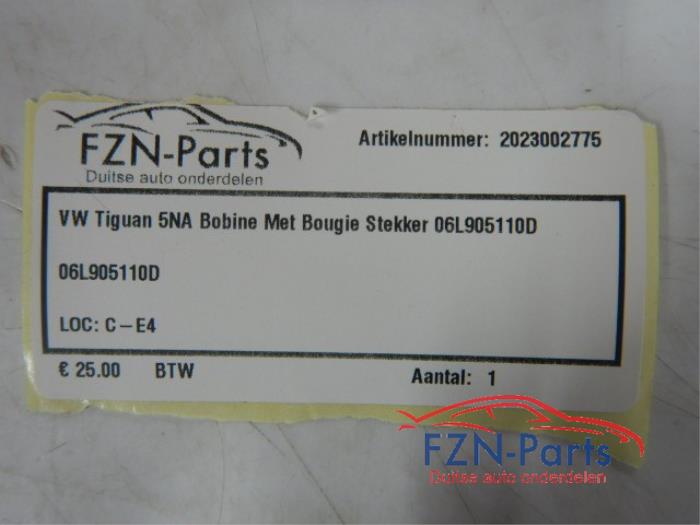 FZN-Parts
Duitse auto onderdelen
Artikelnummer: 2023002775
VW Tiguan 5NA Bobine Met Bougie Stekker 06L905110D
06L905110D
LOC: C-E4
€ 25.00 BTW
Aantal: 1
FZN-Parts
Duitse auto onderdelen